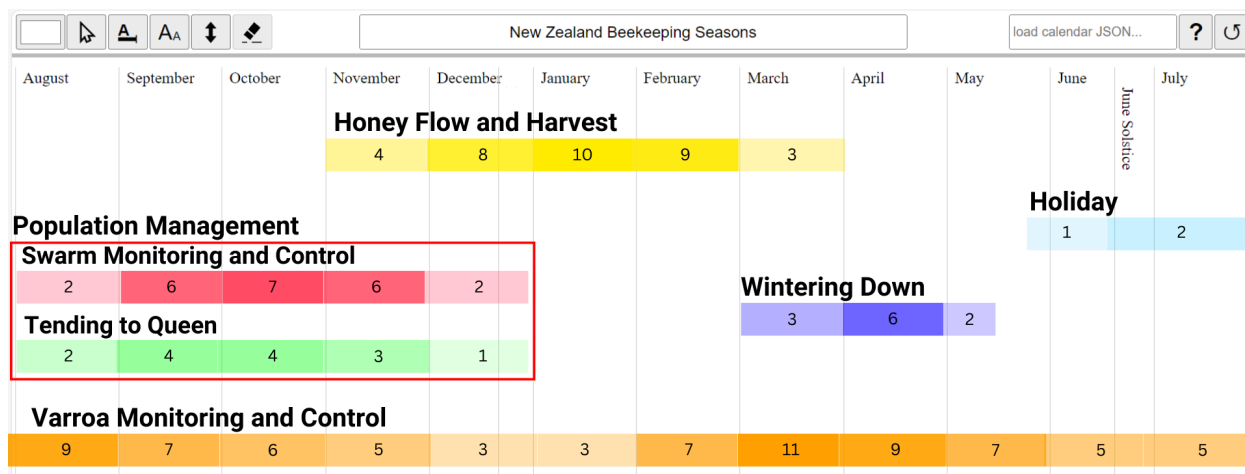 A AA New Zealand Beekeeping Seasons load calendar JSON... ?
August September October November December January February March April May June July
June Solstice
Honey Flow and Harvest
4 8 10 9 3
Holiday
1 2
Population Management
Swarm Monitoring and Control
2 6 7 6 2
Wintering Down
3 6 2
Tending to Queen
2 4 4 3 1
Varroa Monitoring and Control
9 7 6 5 3 3 7 11 9 7 5 5